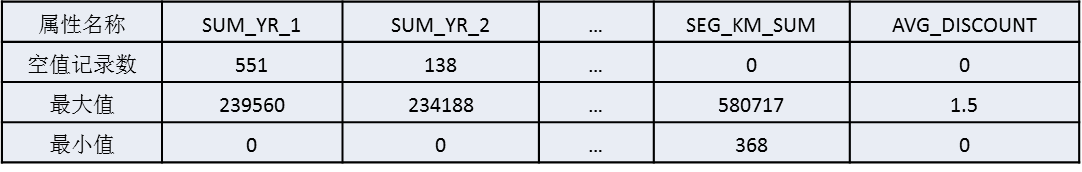 属性名称 SUM_YR_1 SUM_YR_2 … SEG_KM_SUM AVG_DISCOUNT
空值记录数 551 138 … 0 0
最大值 239560 234188 … 580717 1.5
最小值 0 0 … 368 0